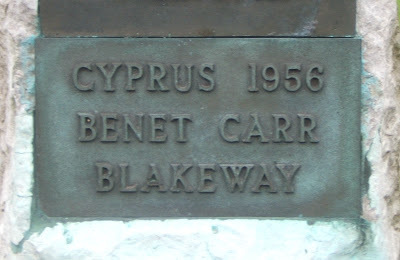 CYPRUS 1956
BENET CARR
BLAKEWAY